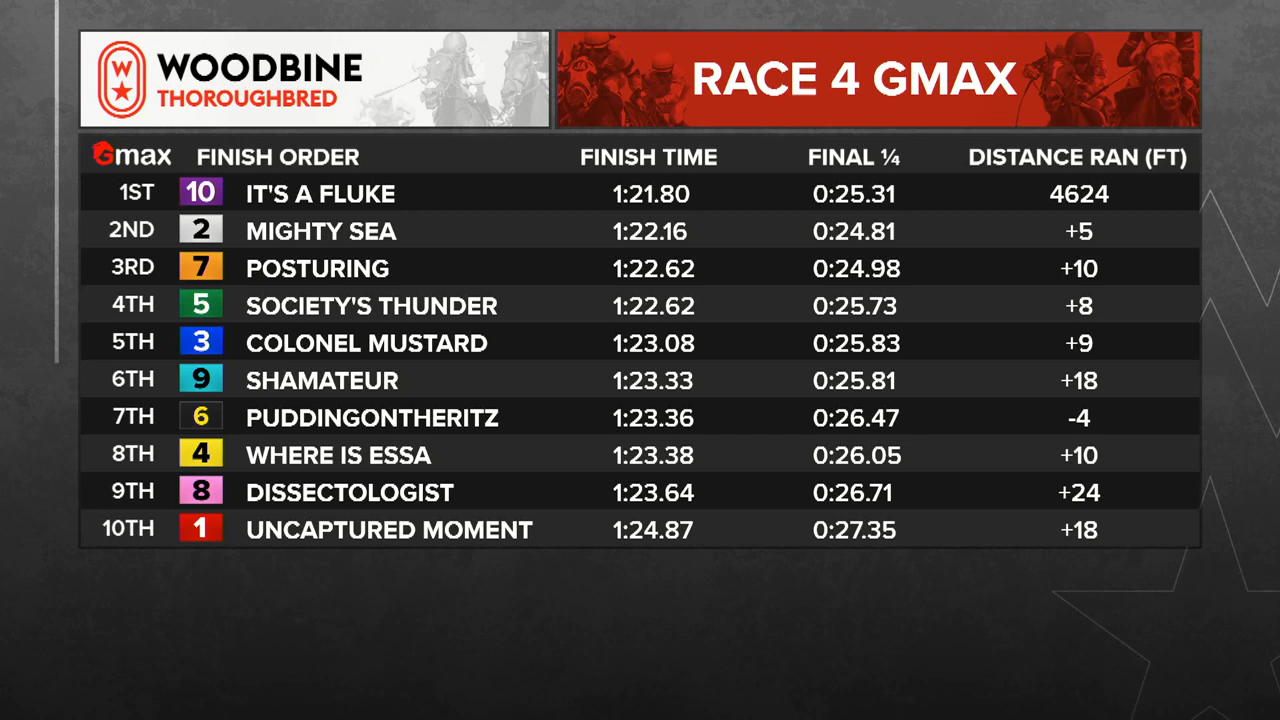 W
WOODBINE
THOROUGHBRED
RACE 4 GMAX
Gmax FINISH ORDER FINISH TIME FINAL ¼ DISTANCE RAN (FT)
1ST 10 IT'S A FLUKE 1:21.80 0:25.31 4624
2ND 2 MIGHTY SEA 1:22.16 0:24.81 +5
3RD 7 POSTURING 1:22.62 0:24.98 +10
4TH 5 SOCIETY'S THUNDER 1:22.62 0:25.73 +8
5TH 3 COLONEL MUSTARD 1:23.08 0:25.83 +9
6TH 9 SHAMATEUR 1:23.33 0:25.81 +18
7TH 6 PUDDINGONTHERITZ 1:23.36 0:26.47 -4
8TH 4 WHERE IS ESSA 1:23.38 0:26.05 +10
9TH 8 DISSECTOLOGIST 1:23.64 0:26.71 +24
10TH 1 UNCAPTURED MOMENT 1:24.87 0:27.35 +18